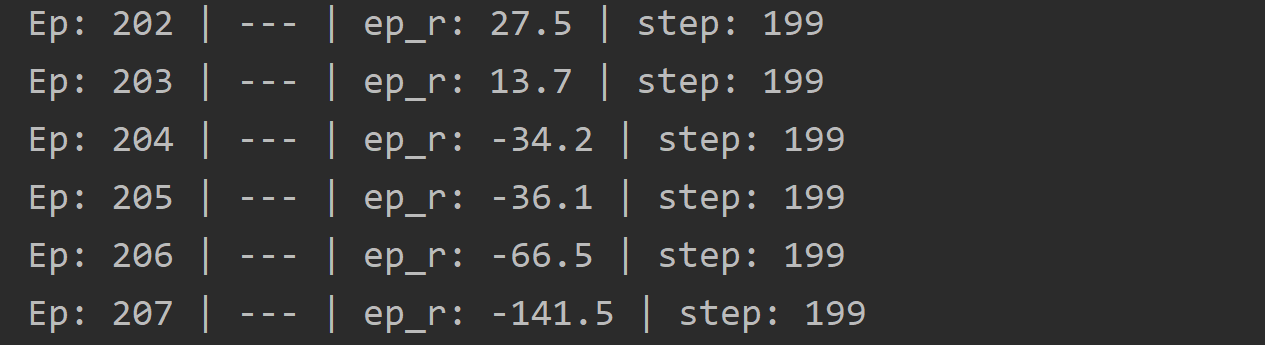 Ep: 202 | --- | ep_r: 27.5 | step: 199
Ep: 203 | --- | ep_r: 13.7 | step: 199
Ep: 204 | --- | ep_r: -34.2 | step: 199
Ep: 205 | --- | ep_r: -36.1 | step: 199
Ep: 206 | --- | ep_r: -66.5 | step: 199
Ep: 207 | --- | ep_r: -141.5 | step: 199